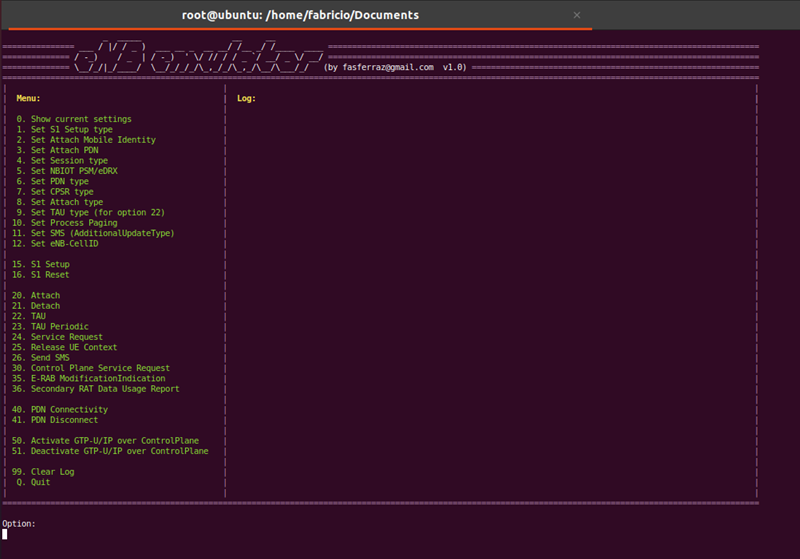 root@ubuntu: /home/fabricio/Documents
eNB emulator
(by fasferraz@gmail.com v1.0)
Menu:
Log:
0. Show current settings
1. Set S1 Setup type
2. Set Attach Mobile Identity
3. Set Attach PDN
4. Set Session type
5. Set NBIOT PSM/eDRX
6. Set PDN type
7. Set CPSR type
8. Set Attach type
9. Set TAU type (for option 22)
10. Set Process Paging
11. Set SMS (AdditionalUpdateType)
12. Set eNB-CellID
15. S1 Setup
16. S1 Reset
20. Attach
21. Detach
22. TAU
23. TAU Periodic
24. Service Request
25. Release UE Context
26. Send SMS
30. Control Plane Service Request
35. E-RAB ModificationIndication
36. Secondary RAT Data Usage Report
40. PDN Connectivity
41. PDN Disconnect
50. Activate GTP-U/IP over ControlPlane
51. Deactivate GTP-U/IP over ControlPlane
99. Clear Log
Q. Quit
Option: